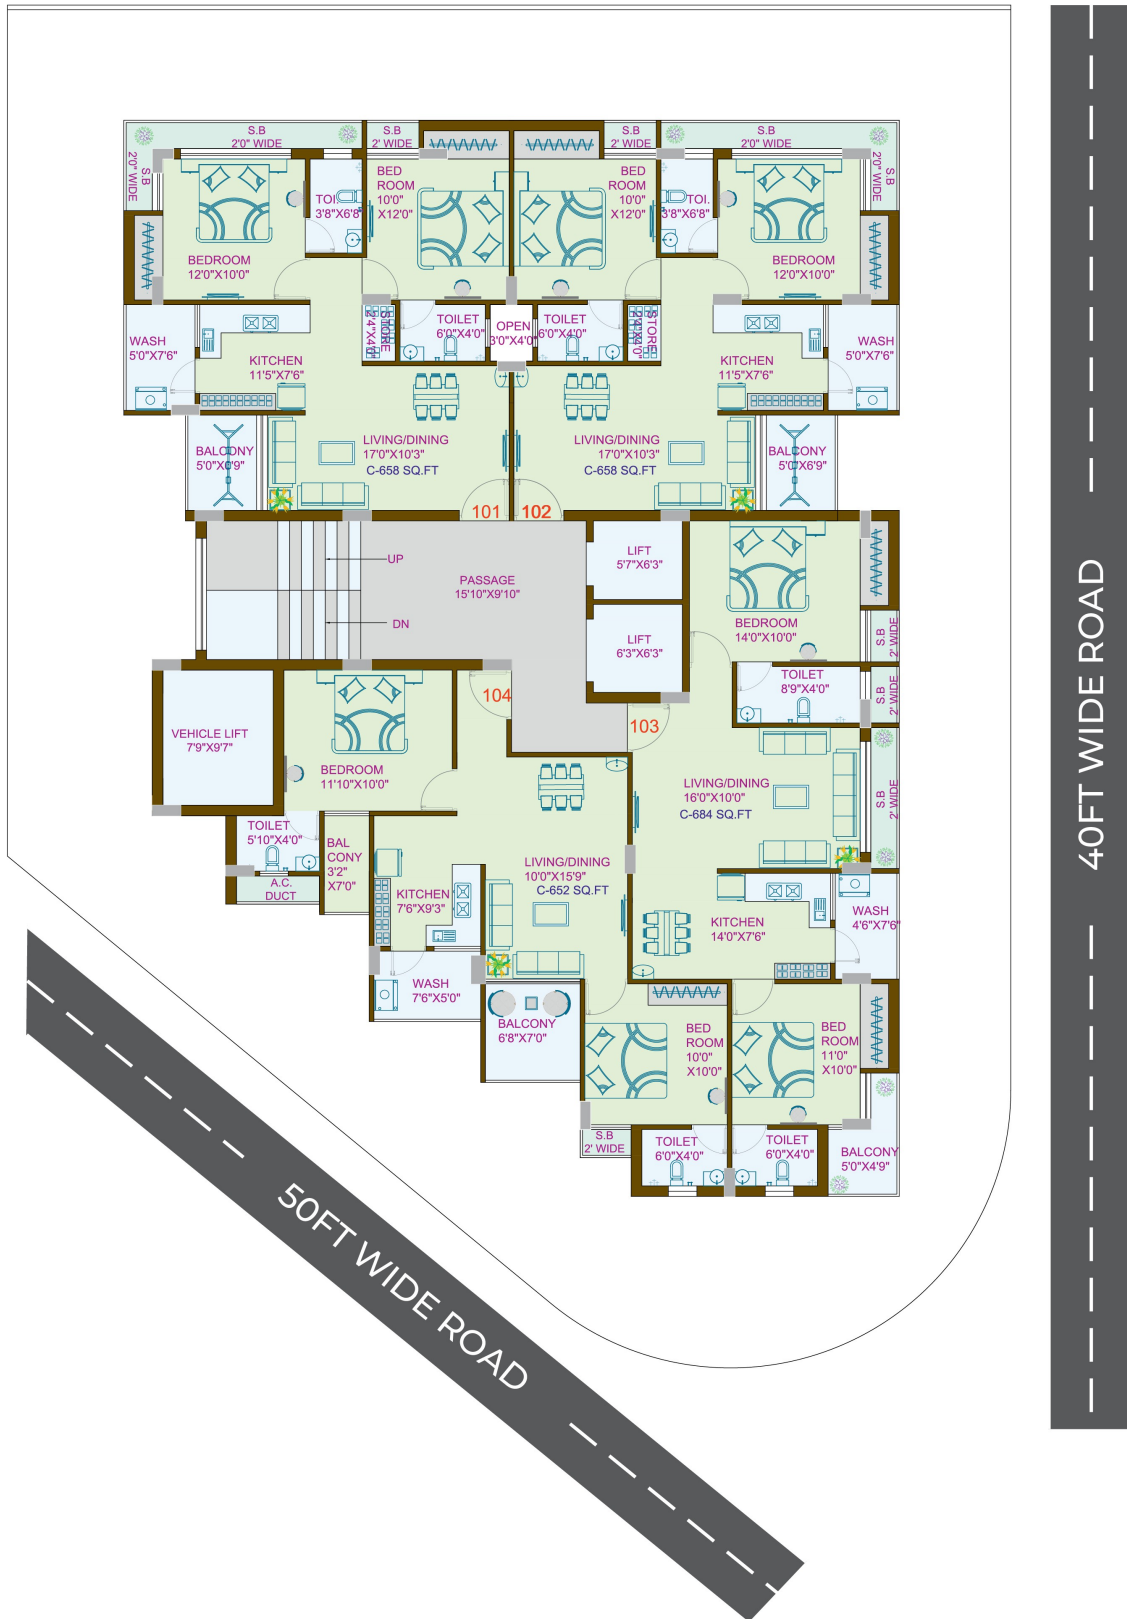 S.B
2'0" WIDE
S.B
2' WIDE
S.B
2' WIDE
S.B
2'0" WIDE
S.B
2'0" WIDE
S.B
2'0" WIDE
BEDROOM
12'0"X10'0"
TOI.
3'8"X6'8"
BED
ROOM
10'0"
X12'0"
BED
ROOM
10'0"
X12'0"
TOI.
3'8"X6'8"
BEDROOM
12'0"X10'0"
WASH
5'0"X7'6"
KITCHEN
11'5"X7'6"
STORE
2'4"X4'0"
TOILET
6'0"X4'0"
OPEN
3'0"X4'0"
TOILET
6'0"X4'0"
STORE
2'4"X4'0"
KITCHEN
11'5"X7'6"
WASH
5'0"X7'6"
BALCONY
5'0"X6'9"
LIVING/DINING
17'0"X10'3"
C-658 SQ.FT
LIVING/DINING
17'0"X10'3"
C-658 SQ.FT
BALCONY
5'0"X6'9"
101
102
UP
DN
PASSAGE
15'10"X9'10"
LIFT
5'7"X6'3"
LIFT
6'3"X6'3"
BEDROOM
14'0"X10'0"
S.B
2' WIDE
TOILET
8'9"X4'0"
S.B
2' WIDE
104
103
VEHICLE LIFT
7'9"X9'7"
BEDROOM
11'10"X10'0"
LIVING/DINING
16'0"X10'0"
C-684 SQ.FT
S.B
2' WIDE
TOILET
5'10"X4'0"
BAL
CONY
3'2"
X7'0"
A.C.
DUCT
KITCHEN
7'6"X9'3"
LIVING/DINING
10'0"X15'9"
C-652 SQ.FT
KITCHEN
14'0"X7'6"
WASH
4'6"X7'6"
WASH
7'6"X5'0"
BALCONY
6'8"X7'0"
BED
ROOM
10'0"
X10'0"
BED
ROOM
11'0"
X10'0"
S.B
2' WIDE
TOILET
6'0"X4'0"
TOILET
6'0"X4'0"
BALCONY
5'0"X4'9"
40FT WIDE ROAD
50FT WIDE ROAD